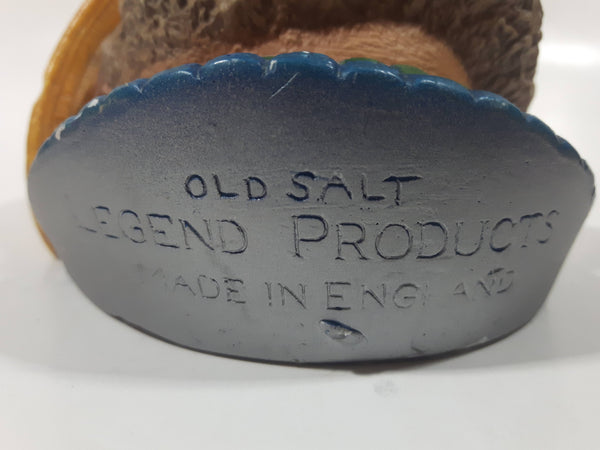 OLD SALT
LEGEND PRODUCTS
MADE IN ENGLAND